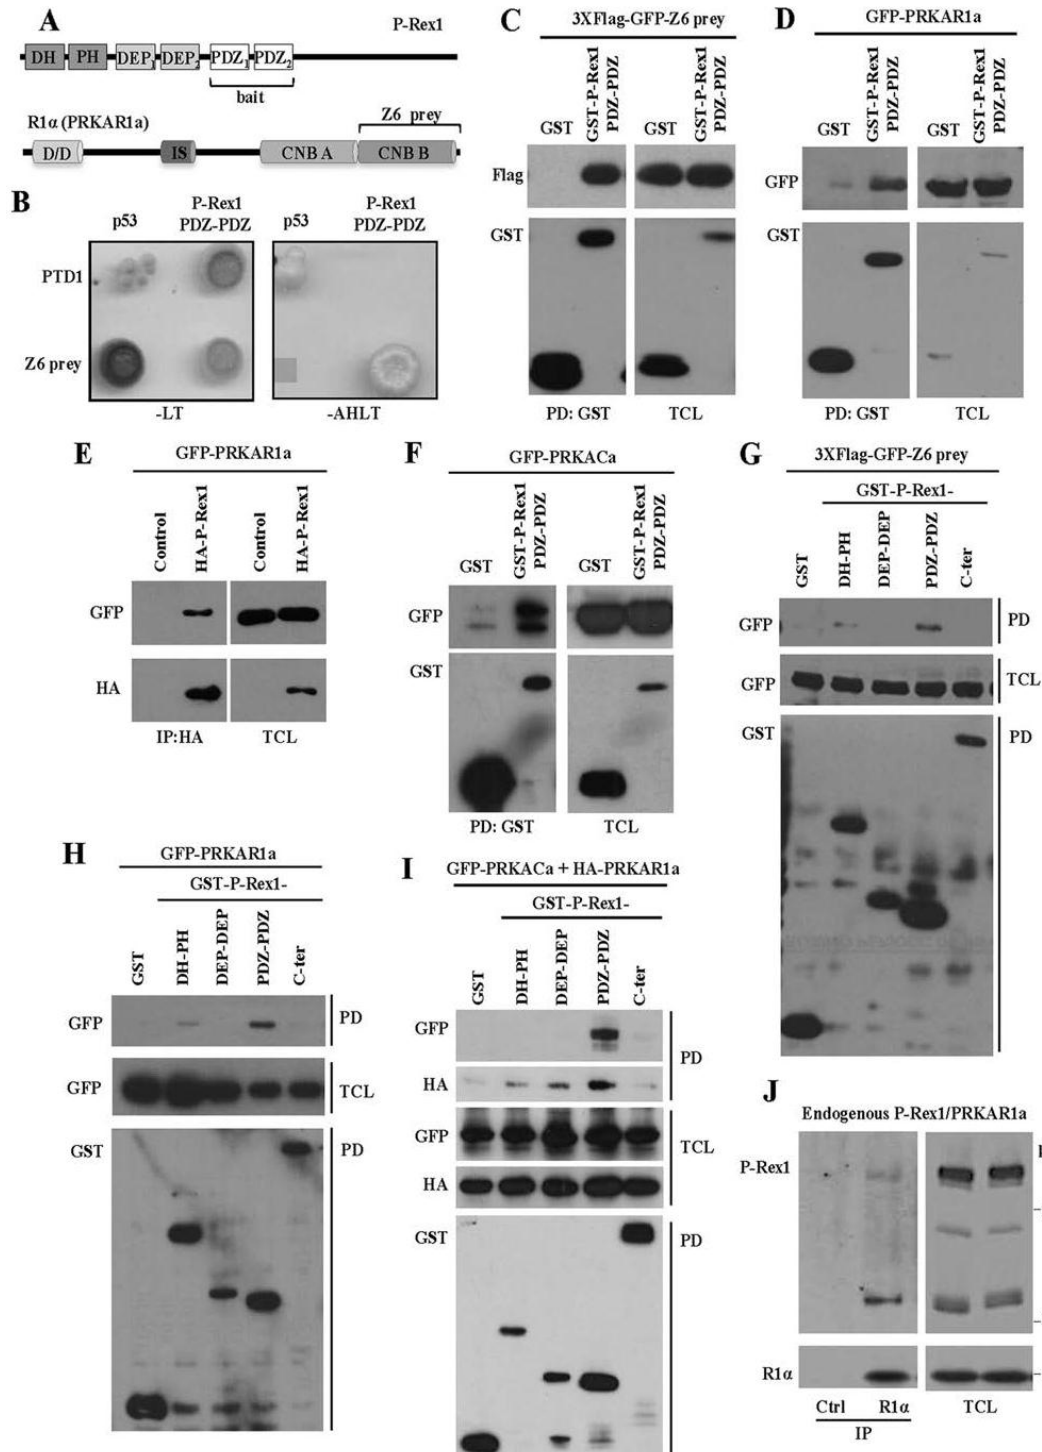 A
P-Rex1
DH PH DEP1 DEP2 PDZ1 PDZ2
bait
R1α (PRKAR1a)
Z6 prey
D/D IS CNB A CNB B
B
p53 P-Rex1 PDZ-PDZ p53 P-Rex1 PDZ-PDZ
PTD1
Z6 prey
-LT -AHLT
C
3XFlag-GFP-Z6 prey
GST GST-P-Rex1 PDZ-PDZ GST GST-P-Rex1 PDZ-PDZ
Flag
GST
PD: GST TCL
D
GFP-PRKAR1a
GST GST-P-Rex1 PDZ-PDZ GST GST-P-Rex1 PDZ-PDZ
GFP
GST
PD: GST TCL
E
GFP-PRKAR1a
Control HA-P-Rex1 Control HA-P-Rex1
GFP
HA
IP:HA TCL
F
GFP-PRKACa
GST GST-P-Rex1 PDZ-PDZ GST GST-P-Rex1 PDZ-PDZ
GFP
GST
PD: GST TCL
G
3XFlag-GFP-Z6 prey
GST-P-Rex1-
GST DH-PH DEP-DEP PDZ-PDZ C-ter
GFP PD
GFP TCL
GST PD
H
GFP-PRKAR1a
GST-P-Rex1-
GST DH-PH DEP-DEP PDZ-PDZ C-ter
GFP PD
GFP TCL
GST PD
I
GFP-PRKACa + HA-PRKAR1a
GST-P-Rex1-
GST DH-PH DEP-DEP PDZ-PDZ C-ter
GFP
PD
HA
GFP
TCL
HA
GST PD
J
Endogenous P-Rex1/PRKAR1a
P-Rex1
R1α
Ctrl R1α TCL
IP